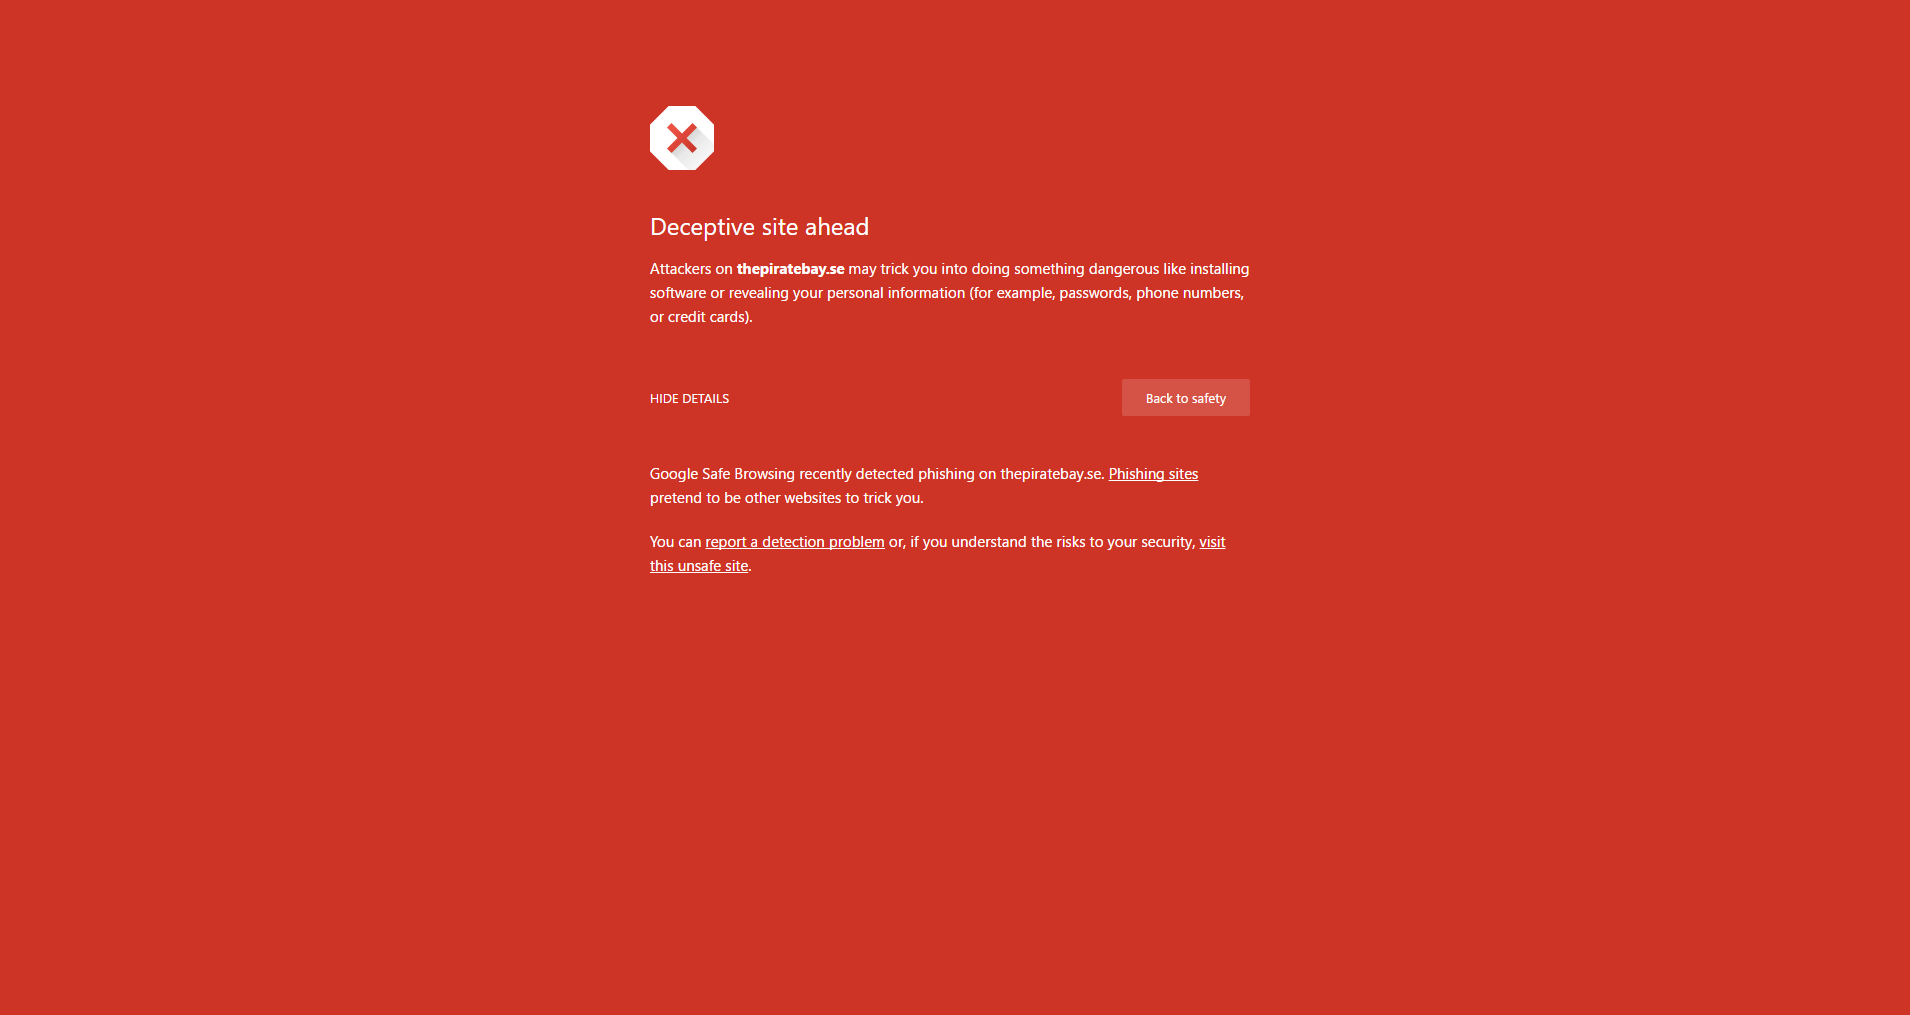 Deceptive site ahead
Attackers on thepiratebay.se may trick you into doing something dangerous like installing
software or revealing your personal information (for example, passwords, phone numbers,
or credit cards).
HIDE DETAILS
Back to safety
Google Safe Browsing recently detected phishing on thepiratebay.se. Phishing sites
pretend to be other websites to trick you.
You can report a detection problem or, if you understand the risks to your security, visit
this unsafe site.